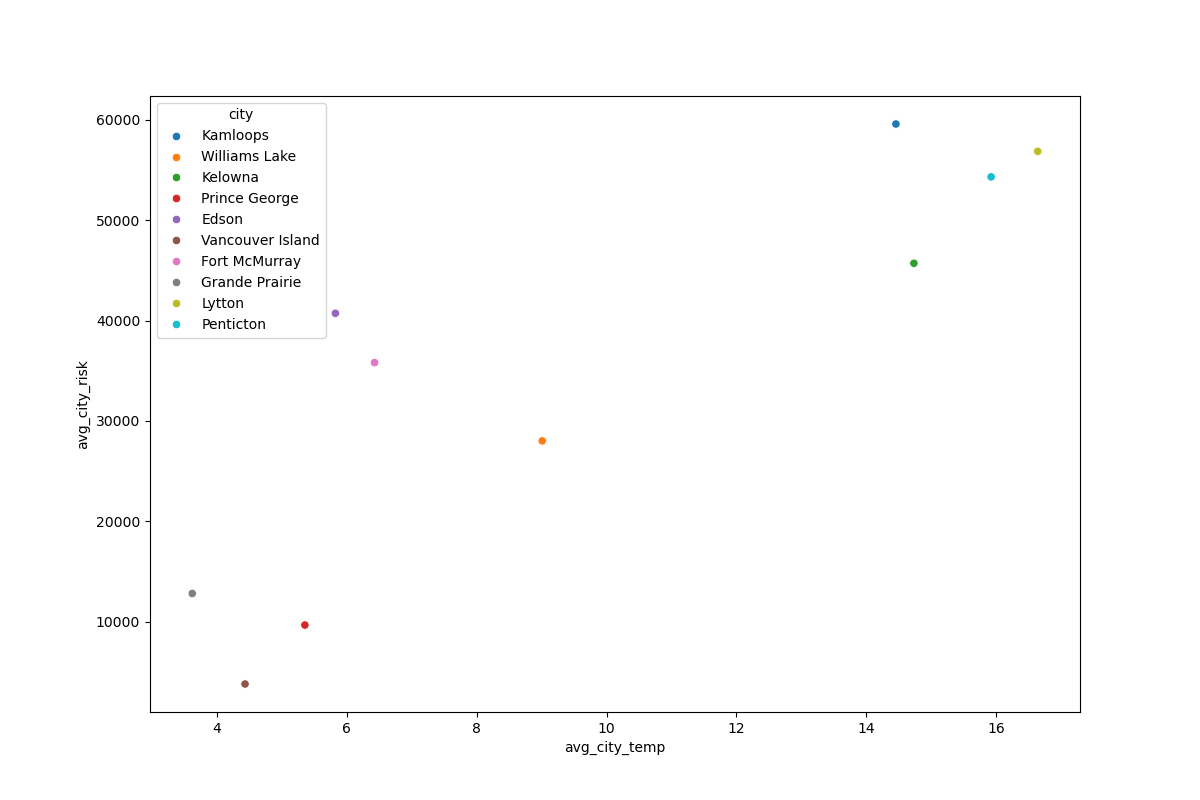 city
Kamloops
Williams Lake
Kelowna
Prince George
Edson
Vancouver Island
Fort McMurray
Grande Prairie
Lytton
Penticton
60000
50000
40000
30000
20000
10000
avg_city_risk
4 6 8 10 12 14 16
avg_city_temp